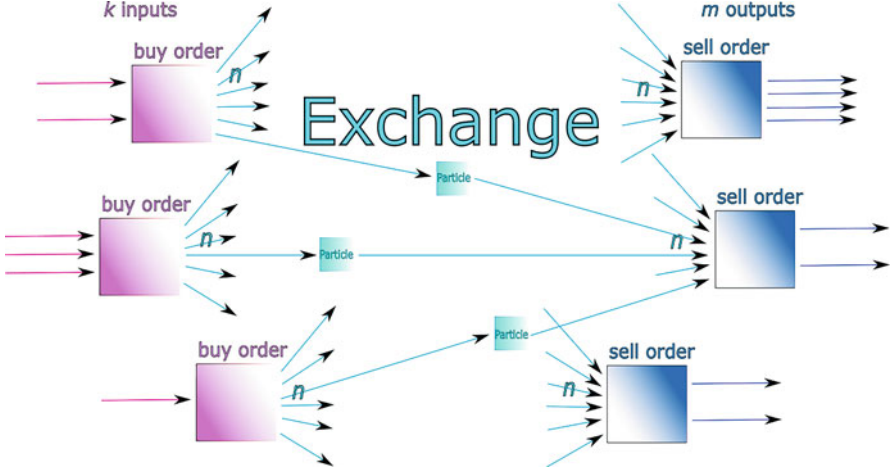 k inputs
m outputs
buy order
sell order
n
n
Exchange
Particle
buy order
sell order
n
n
Particle
Particle
buy order
sell order
n
n